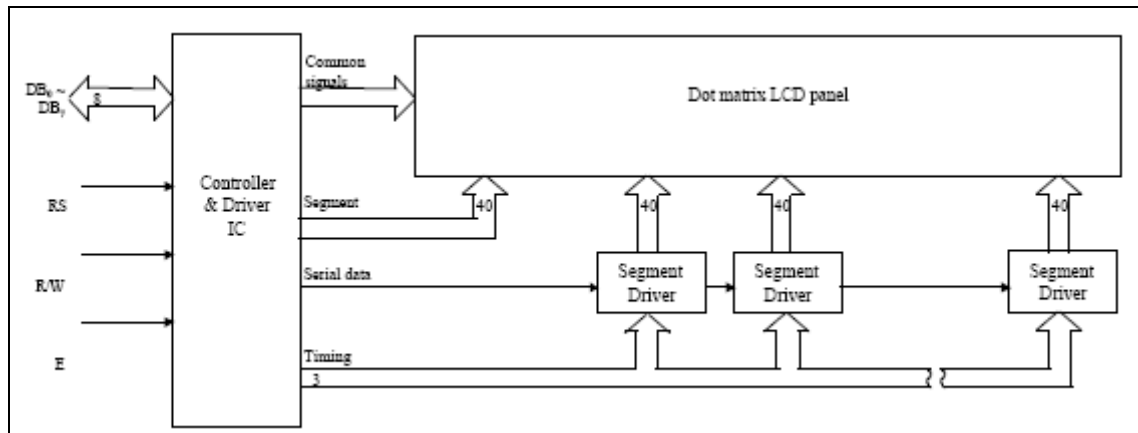 DB₀ ~
DB₇
8
RS
R/W
E
Controller
& Driver
IC
Common
signals
Segment
Serial data
Timing
3
Dot matrix LCD panel
40
40
40
40
Segment
Driver
Segment
Driver
Segment
Driver